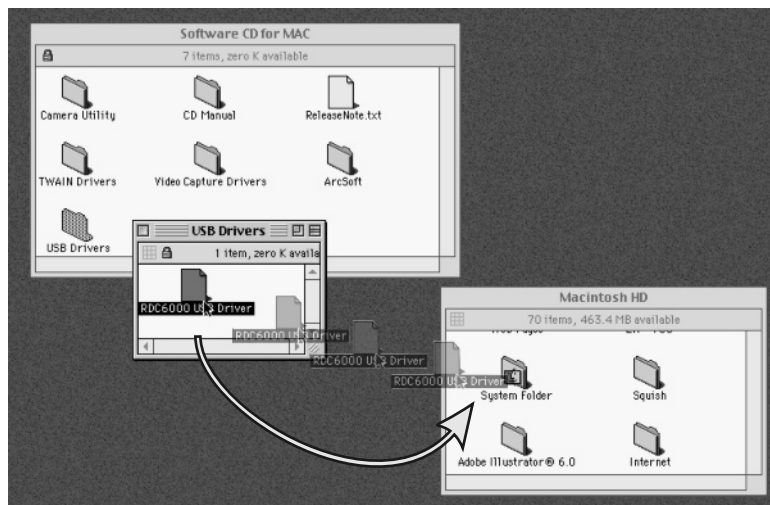 Software CD for MAC
7 items, zero K available
Camera Utility
CD Manual
ReleaseNote.txt
TWAIN Drivers
Video Capture Drivers
ArcSoft
USB Drivers
USB Drivers
1 item, zero K availa
RDC6000 USB Driver
RDC6000 USB Driver
RDC6000 USB Driver
RDC6000 USB Driver
Macintosh HD
70 items, 463.4 MB available
System Folder
Squish
Adobe Illustrator® 6.0
Internet